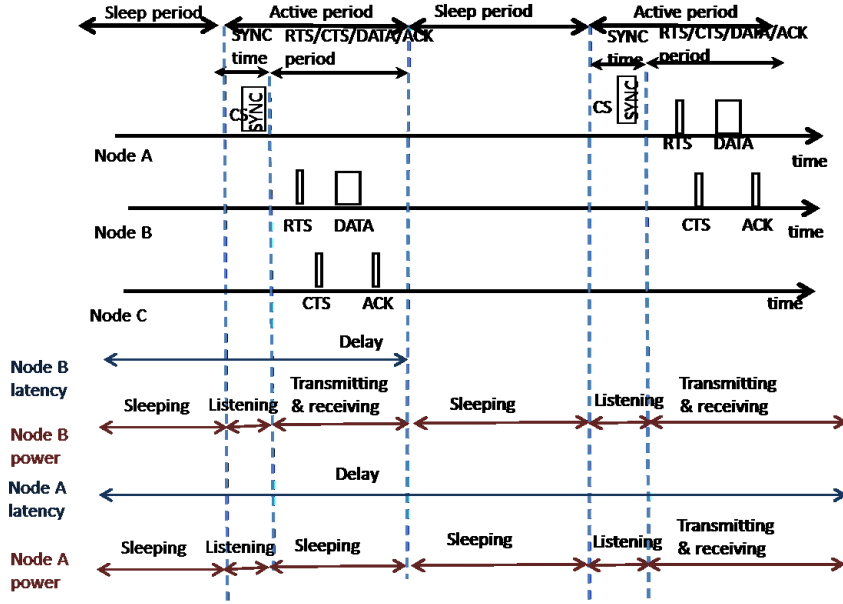 Sleep period
Active period
Sleep period
Active period
SYNC
time
RTS/CTS/DATA/ACK
period
SYNC
time
RTS/CTS/DATA/ACK
period
CS
SYNC
CS
SYNC
RTS
DATA
Node A
time
RTS
DATA
CTS
ACK
Node B
time
CTS
ACK
Node C
time
Node B
latency
Delay
Node B
power
Sleeping
Listening
Transmitting
& receiving
Sleeping
Listening
Transmitting
& receiving
Node A
latency
Delay
Node A
power
Sleeping
Listening
Sleeping
Sleeping
Listening
Transmitting
& receiving